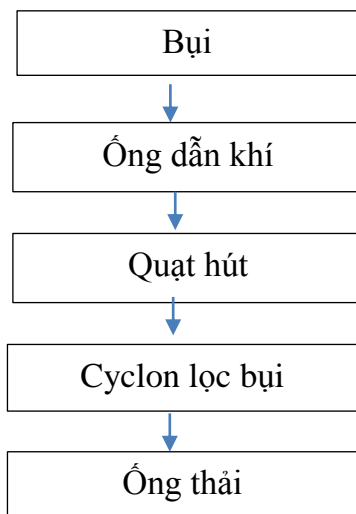 Bụi
Ống dẫn khí
Quạt hút
Cyclon lọc bụi
Ống thải